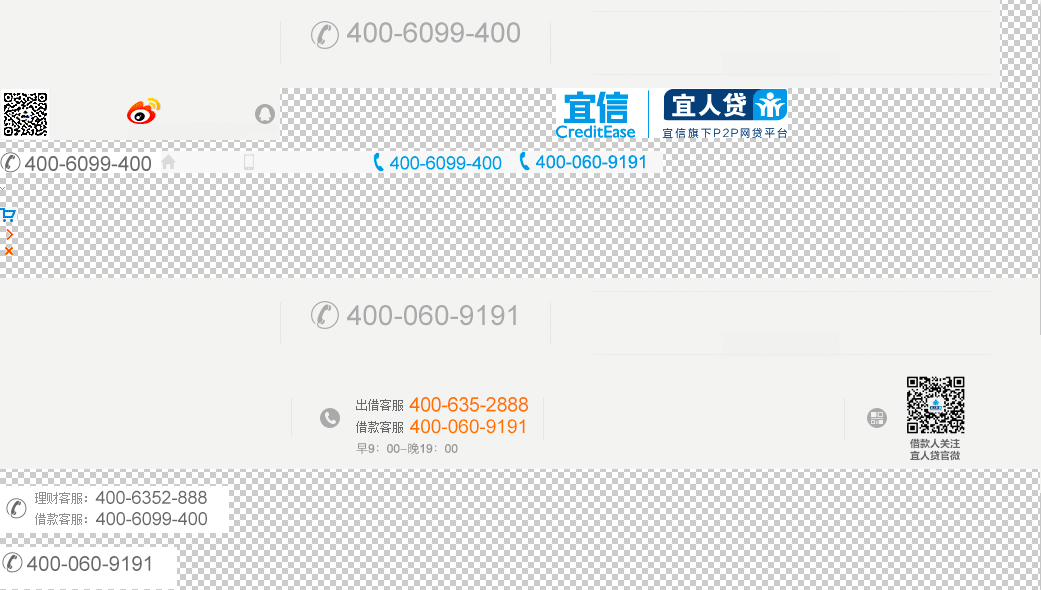 400-6099-400
宜信
CreditEase
宜人贷
宜信旗下P2P网贷平台
400-6099-400
400-6099-400
400-060-9191
400-060-9191
出借客服 400-635-2888
借款客服 400-060-9191
早9：00-晚19：00
借款人关注
宜人贷官微
理财客服：400-6352-888
借款客服：400-6099-400
400-060-9191